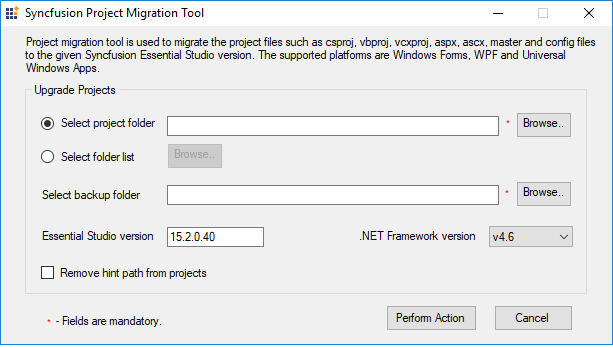 Syncfusion Project Migration Tool
Project migration tool is used to migrate the project files such as csproj, vbproj, vcxproj, aspx, ascx, master and config files
to the given Syncfusion Essential Studio version. The supported platforms are Windows Forms, WPF and Universal
Windows Apps.
Upgrade Projects
Select project folder * Browse..
Select folder list Browse..
Select backup folder * Browse..
Essential Studio version 15.2.0.40 .NET Framework version v4.6
Remove hint path from projects
* - Fields are mandatory. Perform Action Cancel